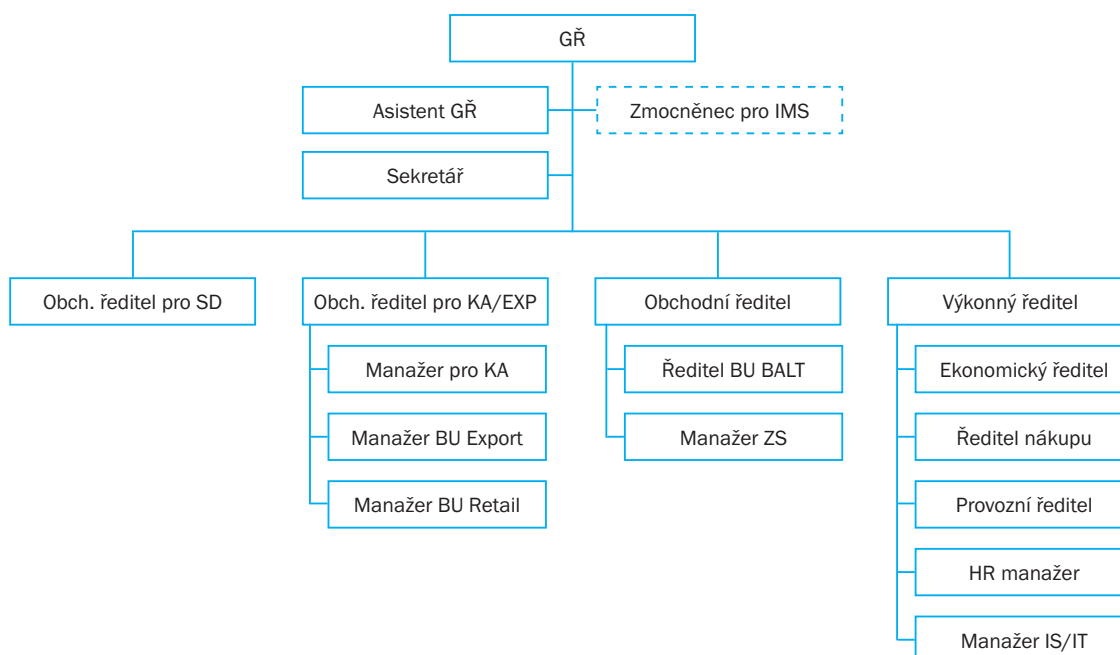 GŘ
Asistent GŘ
Zmocněnec pro IMS
Sekretář
Obch. ředitel pro SD
Obch. ředitel pro KA/EXP
Obchodní ředitel
Výkonný ředitel
Manažer pro KA
Ředitel BU BALT
Ekonomický ředitel
Manažer BU Export
Manažer ZS
Ředitel nákupu
Manažer BU Retail
Provozní ředitel
HR manažer
Manažer IS/IT